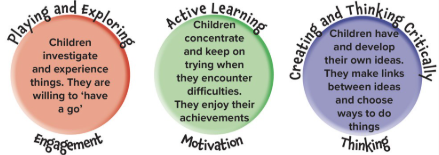 Playing and Exploring
Children
investigate
and experience
things. They are
willing to ‘have
a go’
Engagement
Active Learning
Children
concentrate
and keep on
trying when
they encounter
difficulties.
They enjoy their
achievements
Motivation
Creating and Thinking Critically
Children have
and develop
their own ideas.
They make links
between ideas
and choose
ways to do
things
Thinking